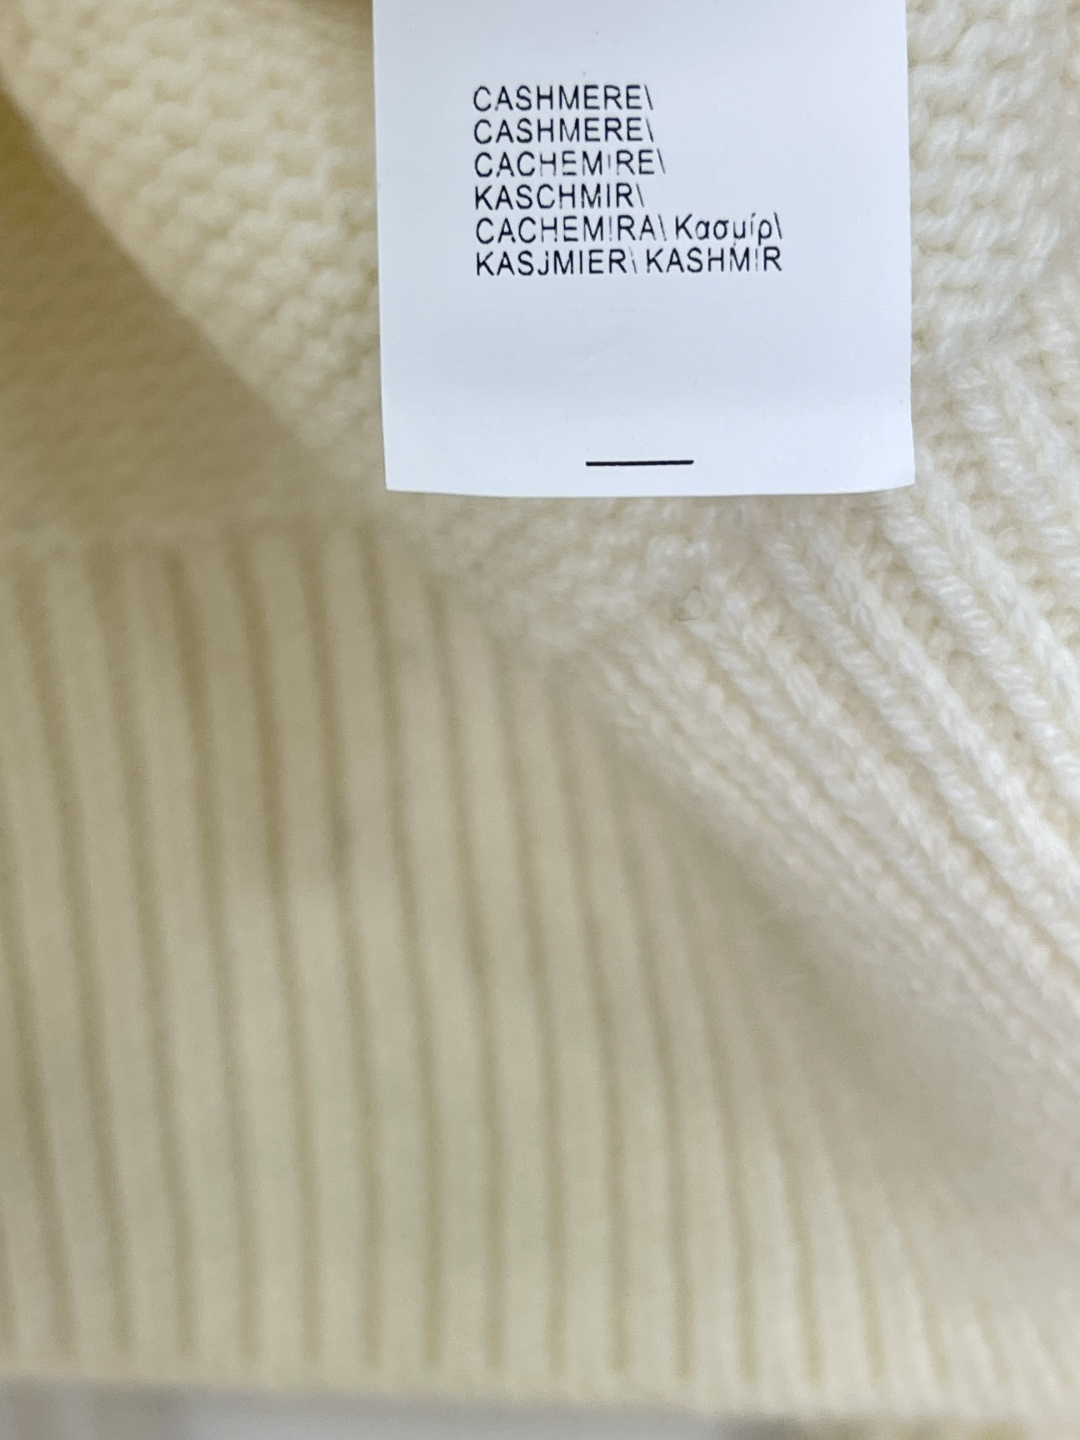 CASHMERE\
CASHMERE\
CACHEMIRE\
KASCHMIR\
CACHEMIRA\ Κασμίρ\
KASJMIER\ KASHMIR